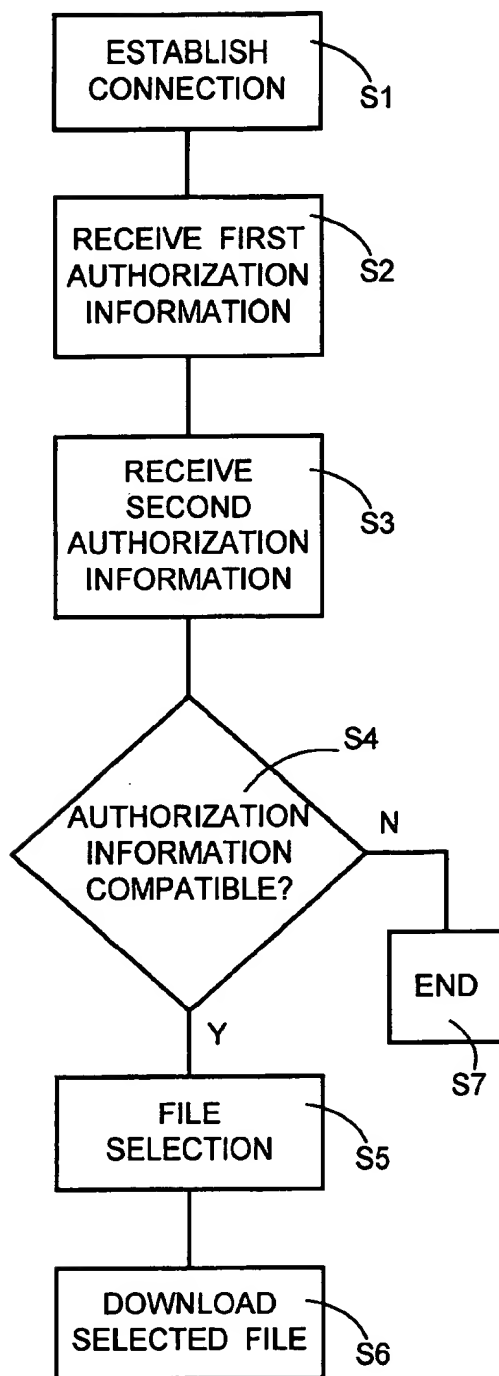 ESTABLISH
CONNECTION
S1
RECEIVE FIRST
AUTHORIZATION
INFORMATION
S2
RECEIVE
SECOND
AUTHORIZATION
INFORMATION
S3
S4
AUTHORIZATION
INFORMATION
COMPATIBLE?
N
END
S7
Y
FILE
SELECTION
S5
DOWNLOAD
SELECTED FILE
S6